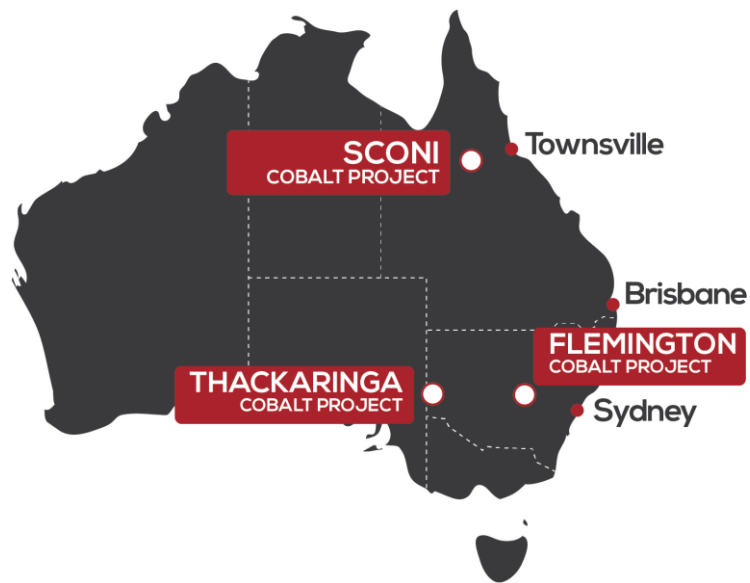 Townsville
SCONI
COBALT PROJECT
Brisbane
FLEMINGTON
COBALT PROJECT
THACKARINGA
COBALT PROJECT
Sydney